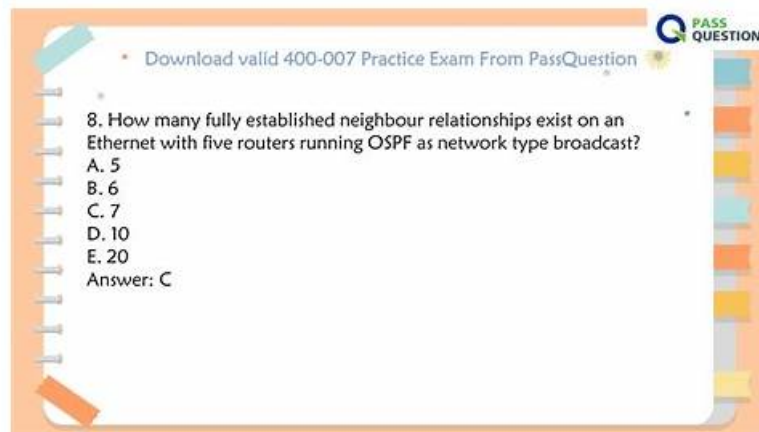 PASS
QUESTION
• Download valid 400-007 Practice Exam From PassQuestion
8. How many fully established neighbour relationships exist on an
Ethernet with five routers running OSPF as network type broadcast?
A. 5
B. 6
C. 7
D. 10
E. 20
Answer: C